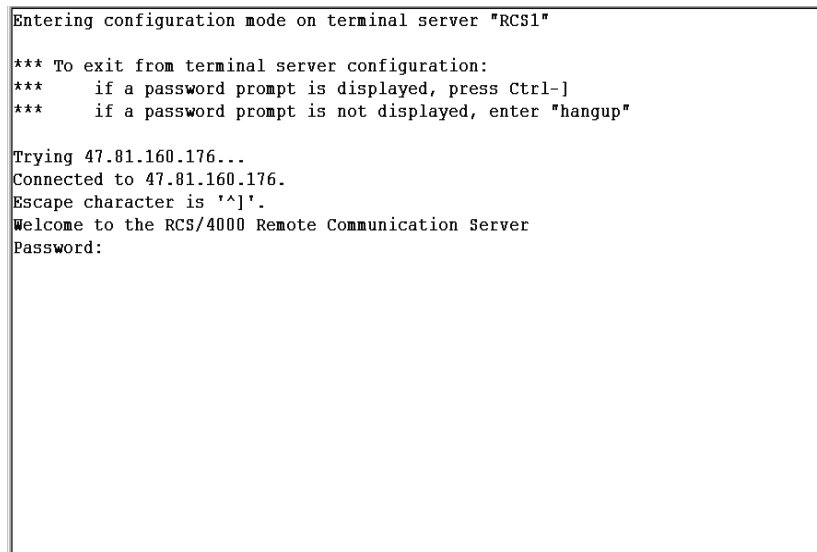 Entering configuration mode on terminal server "RCS1"
*** To exit from terminal server configuration:
***     if a password prompt is displayed, press Ctrl-]
***     if a password prompt is not displayed, enter "hangup"
Trying 47.81.160.176...
Connected to 47.81.160.176.
Escape character is '^]'.
Welcome to the RCS/4000 Remote Communication Server
Password: